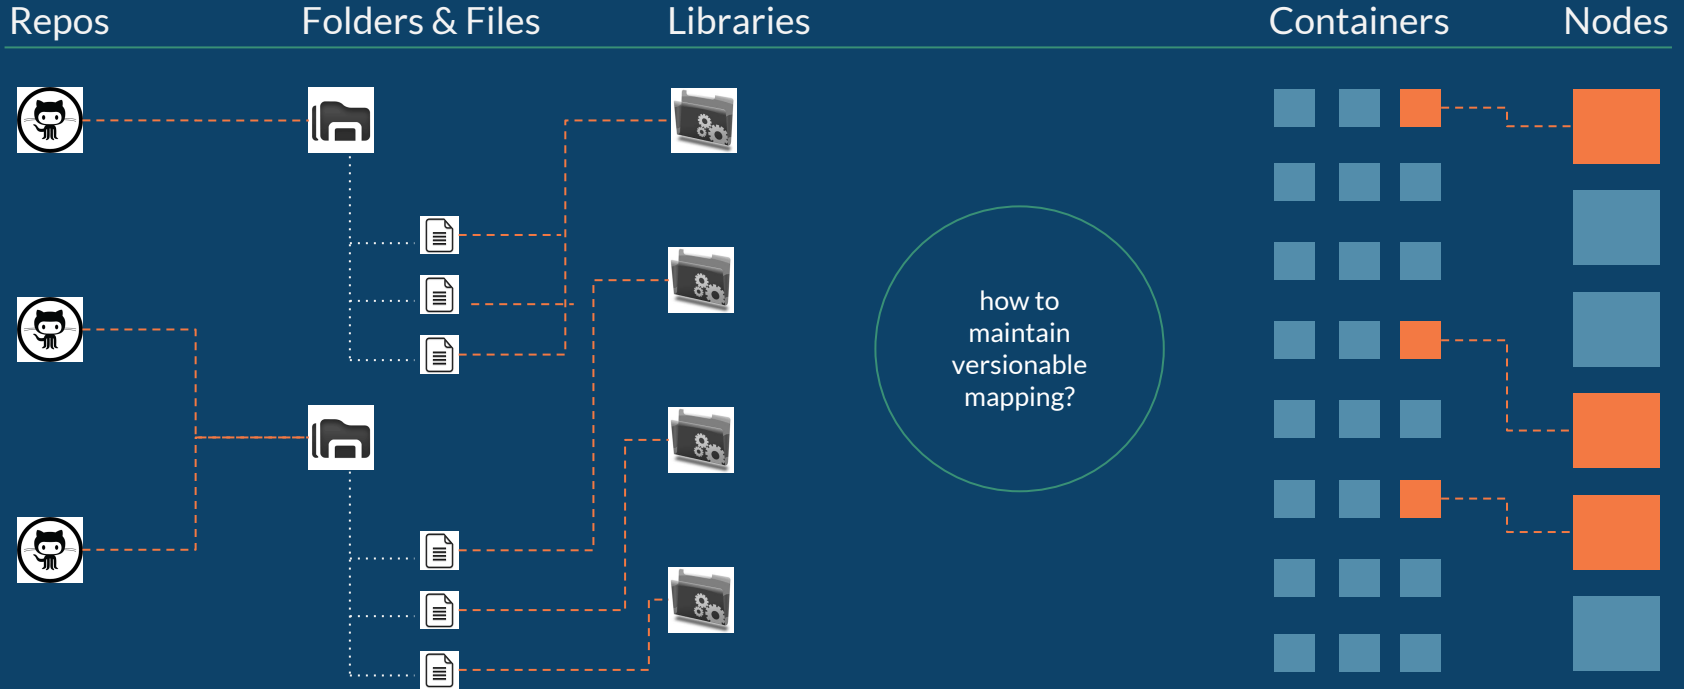 Repos
Folders & Files
Libraries
Containers
Nodes
how to
maintain
versionable
mapping?